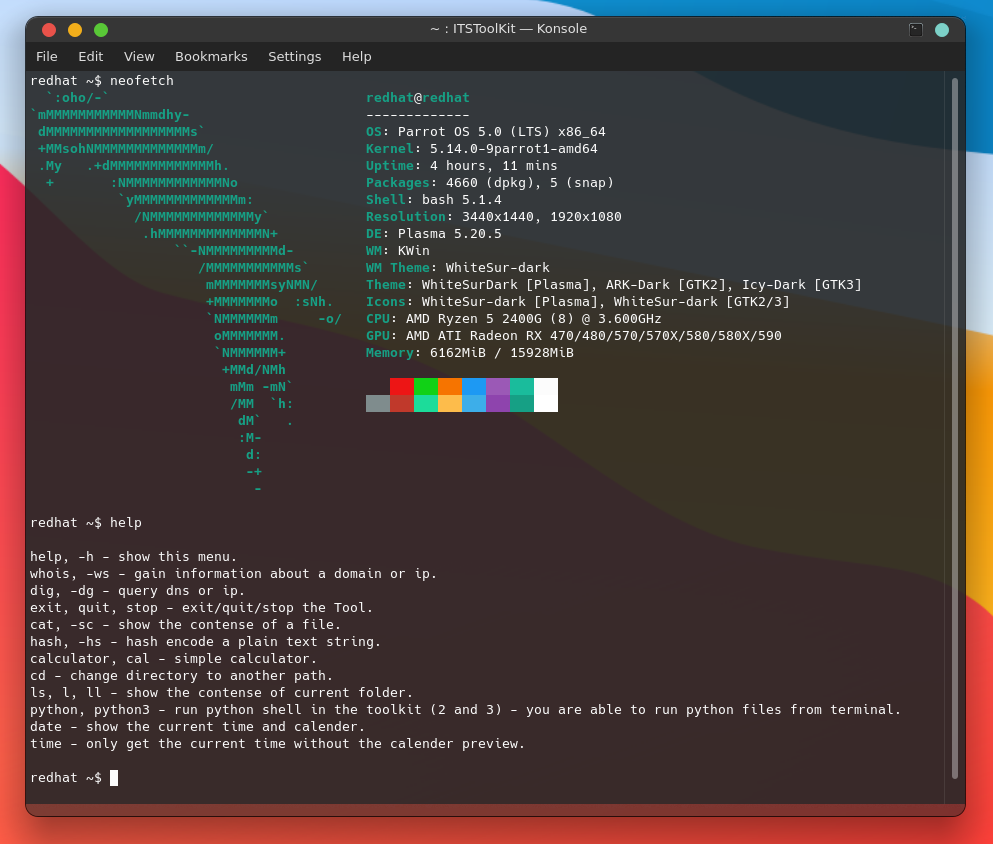 ~ : ITSToolKit — Konsole
File Edit View Bookmarks Settings Help
redhat ~$ neofetch
  `:oho/-`                                redhat@redhat
`mMMMMMMMMMMMNmmdhy-                      -------------
 dMMMMMMMMMMMMMMMMMMs`                    OS: Parrot OS 5.0 (LTS) x86_64
 +MMsohNMMMMMMMMMMMMMm/                   Kernel: 5.14.0-9parrot1-amd64
 .My   .+dMMMMMMMMMMMMMh.                 Uptime: 4 hours, 11 mins
  +       :NMMMMMMMMMMMMNo                Packages: 4660 (dpkg), 5 (snap)
           `yMMMMMMMMMMMMMm:              Shell: bash 5.1.4
             /NMMMMMMMMMMMMMy`            Resolution: 3440x1440, 1920x1080
              .hMMMMMMMMMMMMMN+           DE: Plasma 5.20.5
                  ``-NMMMMMMMMMd-         WM: KWin
                     /MMMMMMMMMMMs`       WM Theme: WhiteSur-dark
                      mMMMMMMMsyNMN/      Theme: WhiteSurDark [Plasma], ARK-Dark [GTK2], Icy-Dark [GTK3]
                      +MMMMMMMo  :sNh.    Icons: WhiteSur-dark [Plasma], WhiteSur-dark [GTK2/3]
                      `NMMMMMMm     -o/   CPU: AMD Ryzen 5 2400G (8) @ 3.600GHz
                       oMMMMMMM.          GPU: AMD ATI Radeon RX 470/480/570/570X/580/580X/590
                       `NMMMMMM+          Memory: 6162MiB / 15928MiB
                        +MMd/NMh
                         mMm -mN`
                         /MM  `h:
                          dM`   .
                          :M-
                           d:
                           -+
                            -
redhat ~$ help
help, -h - show this menu.
whois, -ws - gain information about a domain or ip.
dig, -dg - query dns or ip.
exit, quit, stop - exit/quit/stop the Tool.
cat, -sc - show the contense of a file.
hash, -hs - hash encode a plain text string.
calculator, cal - simple calculator.
cd - change directory to another path.
ls, l, ll - show the contense of current folder.
python, python3 - run python shell in the toolkit (2 and 3) - you are able to run python files from terminal.
date - show the current time and calender.
time - only get the current time without the calender preview.
redhat ~$